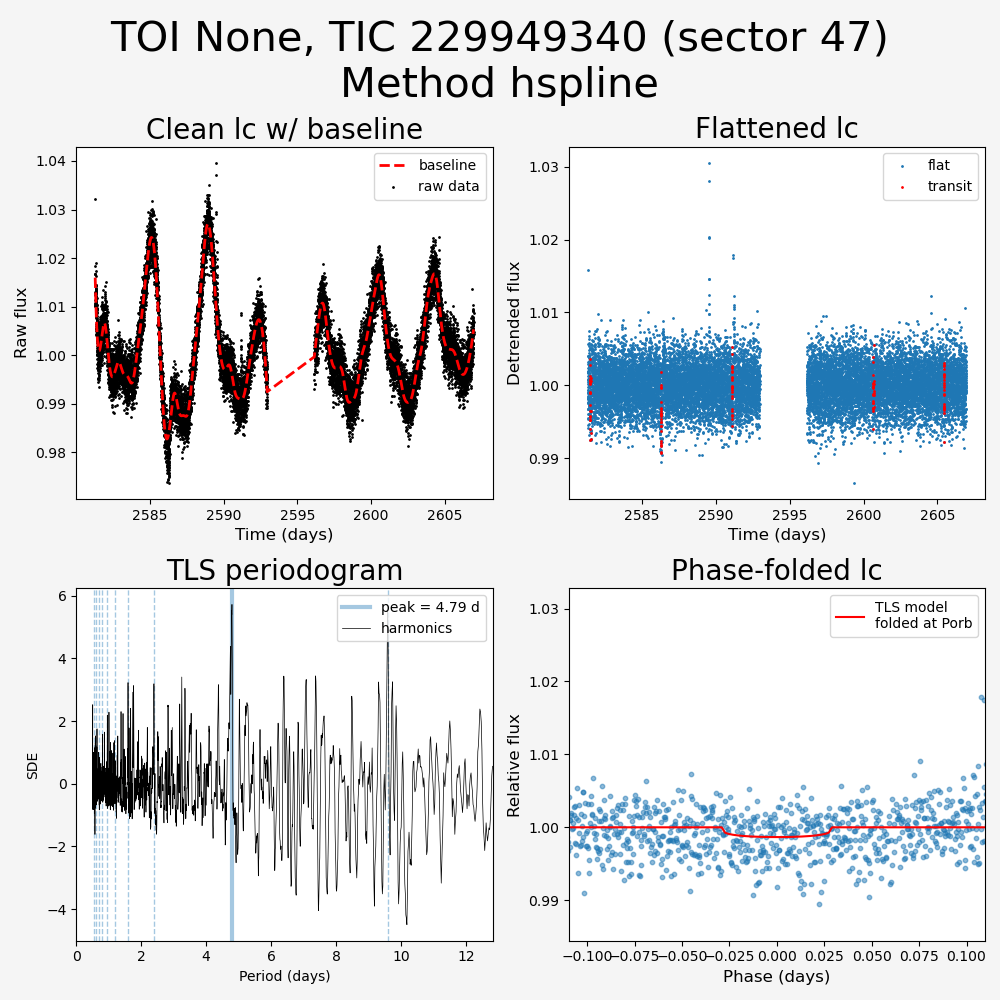 TOI None, TIC 229949340 (sector 47)
Method hspline
Clean lc w/ baseline
Raw flux
1.04
1.03
1.02
1.01
1.00
0.99
0.98
baseline
raw data
2585
2590
2595
2600
2605
Time (days)
Flattened lc
Detrended flux
1.03
1.02
1.01
1.00
0.99
flat
transit
2585
2590
2595
2600
2605
Time (days)
TLS periodogram
SDE
6
4
2
0
−2
−4
peak = 4.79 d
harmonics
0
2
4
6
8
10
12
Period (days)
Phase-folded lc
Relative flux
1.03
1.02
1.01
1.00
0.99
TLS model
folded at Porb
−0.100
−0.075
−0.050
−0.025
0.000
0.025
0.050
0.075
0.100
Phase (days)